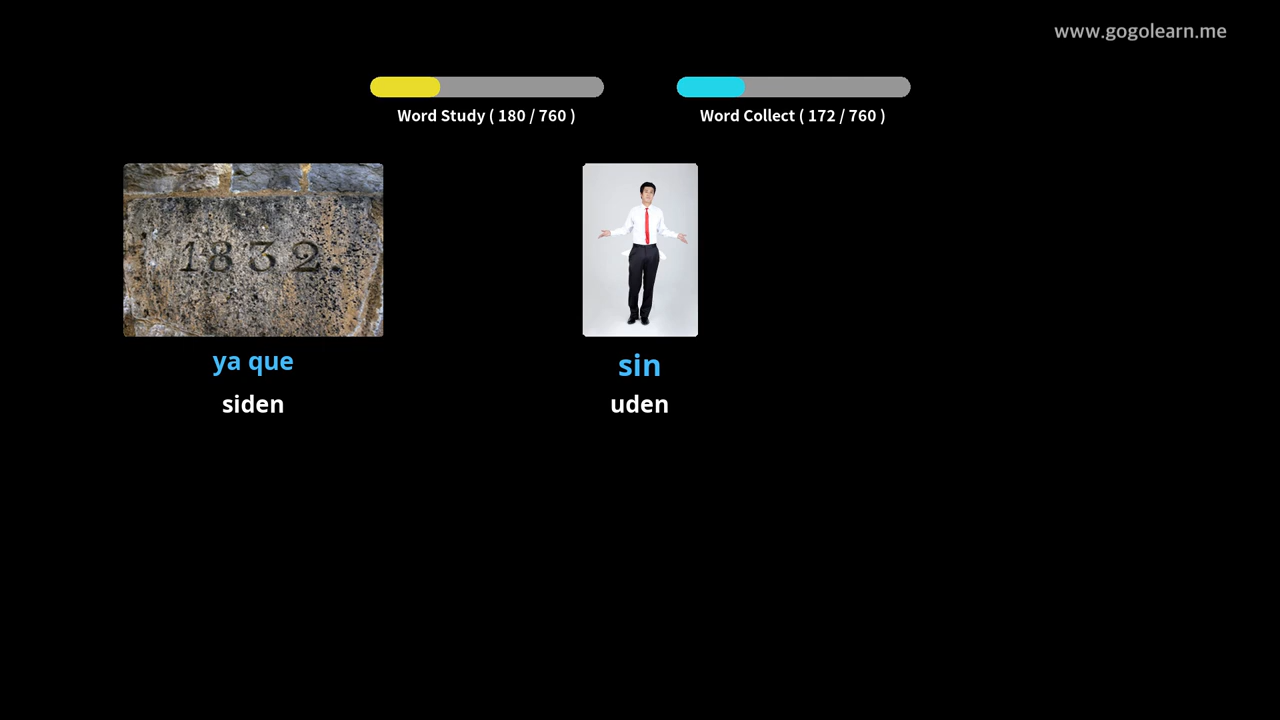 www.gogolearn.me
Word Study ( 180 / 760 )
Word Collect ( 172 / 760 )
1832.
ya que
siden
sin
uden